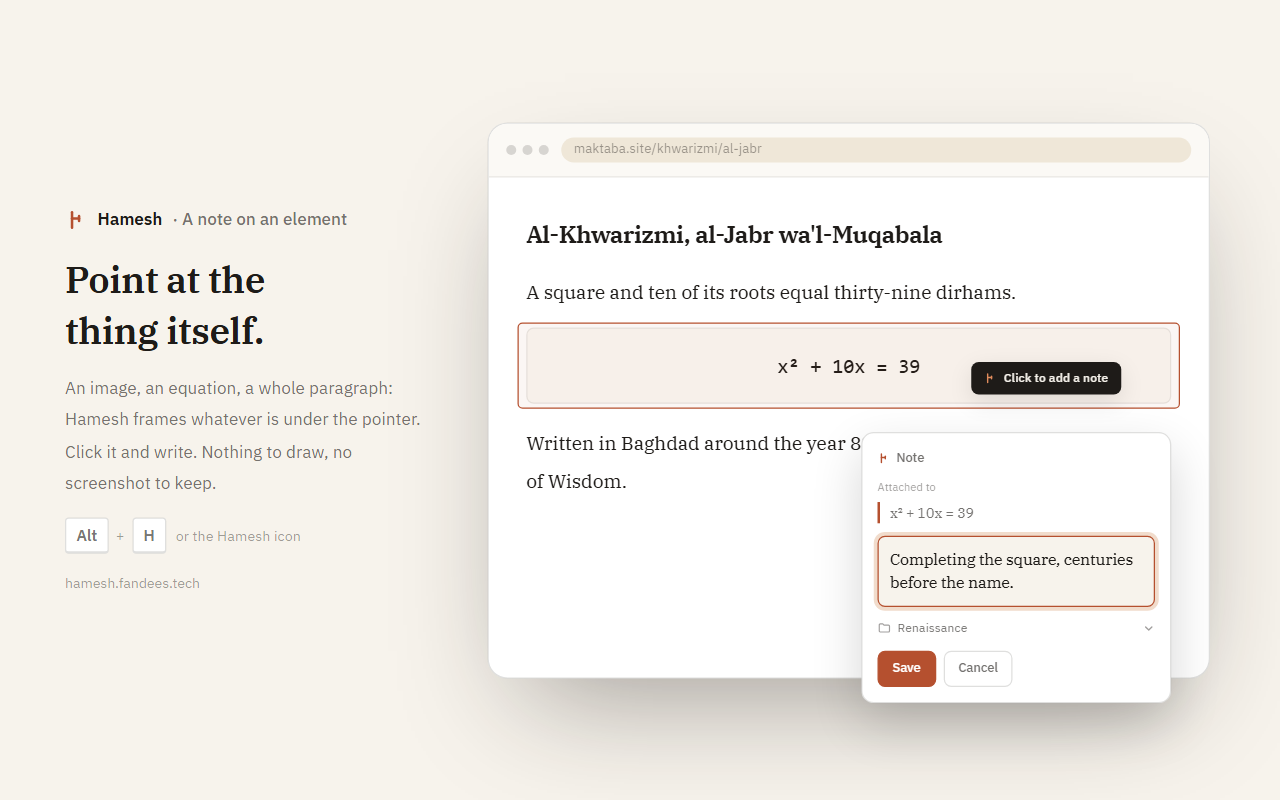 Hamesh · A note on an element
Point at the
thing itself.
An image, an equation, a whole paragraph:
Hamesh frames whatever is under the pointer.
Click it and write. Nothing to draw, no
screenshot to keep.
Alt + H or the Hamesh icon
hamesh.fandees.tech
maktaba.site/khwarizmi/al-jabr
Al-Khwarizmi, al-Jabr wa'l-Muqabala
A square and ten of its roots equal thirty-nine dirhams.
x² + 10x = 39
Click to add a note
Written in Baghdad around the year 8
of Wisdom.
Note
Attached to
x² + 10x = 39
Completing the square, centuries
before the name.
Renaissance
Save Cancel